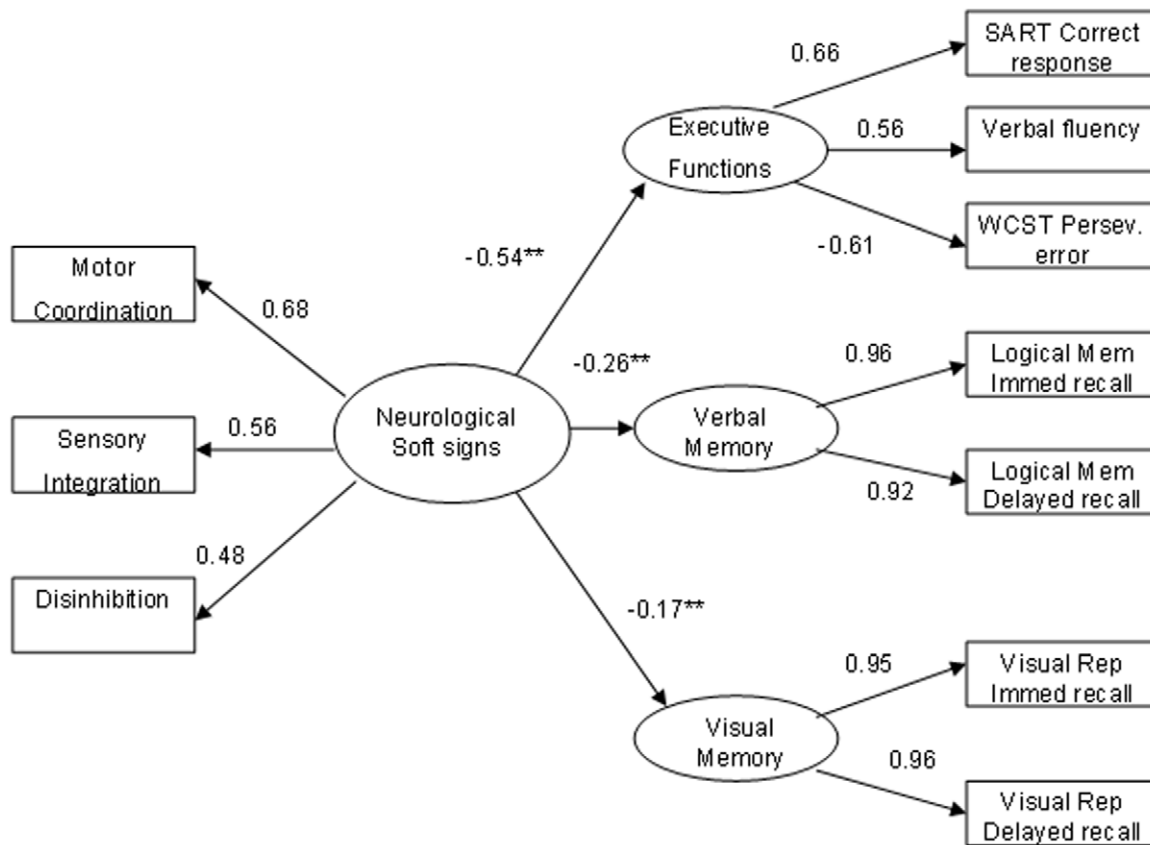 SART Correct
response
0.66
Executive
Functions
0.56
Verbal fluency
WCST Persev.
error
-0.61
-0.54**
Motor
Coordination
0.68
Neurological
Soft signs
Sensory
Integration
0.56
Disinhibition
0.48
-0.26**
Verbal
Memory
0.96
Logical Mem
Immed recall
0.92
Logical Mem
Delayed recall
-0.17**
Visual
Memory
0.95
Visual Rep
Immed recall
0.96
Visual Rep
Delayed recall